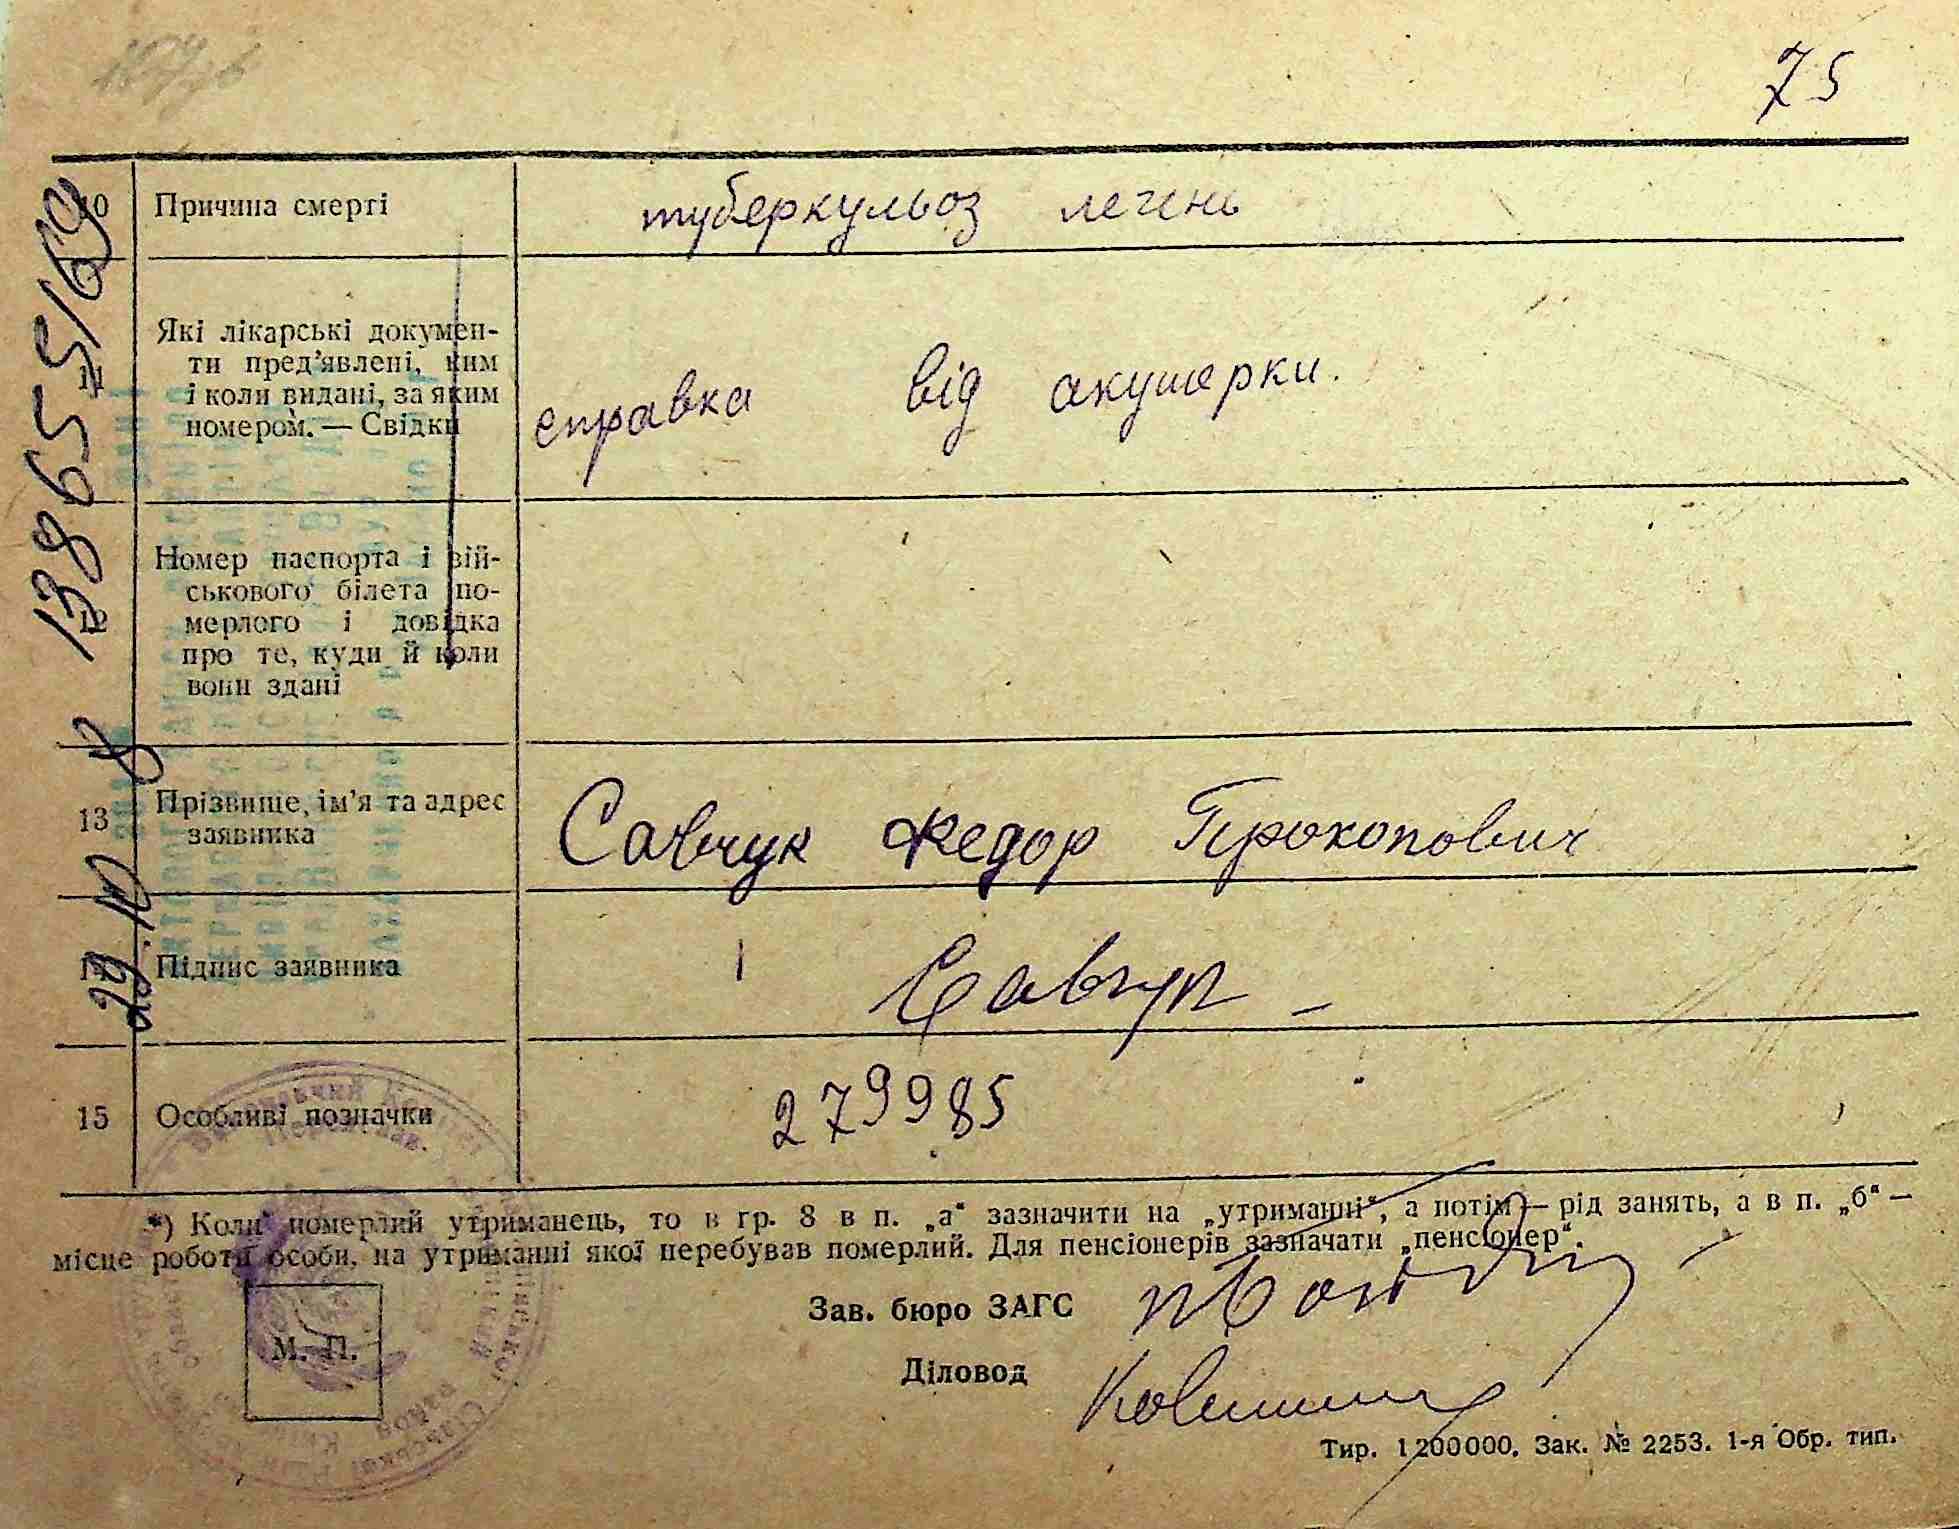 75
10 Причина смерті туберкульоз легень
11 Які лікарські докумен-
ти пред’явлені, ким
і коли видані, за яким
номером. — Свідки
справка від акушерки.
12 Номер паспорта і вій-
ськового білета по-
мерлого і довідка
про те, куди й коли
вони здані
13 Прізвище, ім’я та адрес
заявника
Савчук Федор Прокопович
14 Підпис заявника Савчук
15 Особливі позначки 279985
*) Коли померлий утриманець, то в гр. 8 в п. „а“ зазначити на „утриманні“, а потім — рід занять, а в п. „б“ —
місце роботи особи, на утриманні якої перебував померлий. Для пенсіонерів зазначати „пенсіонер“.
Зав. бюро ЗАГС
М. П.
Діловод
Тир. 1200000. Зак. № 2253. 1-я Обр. тип.